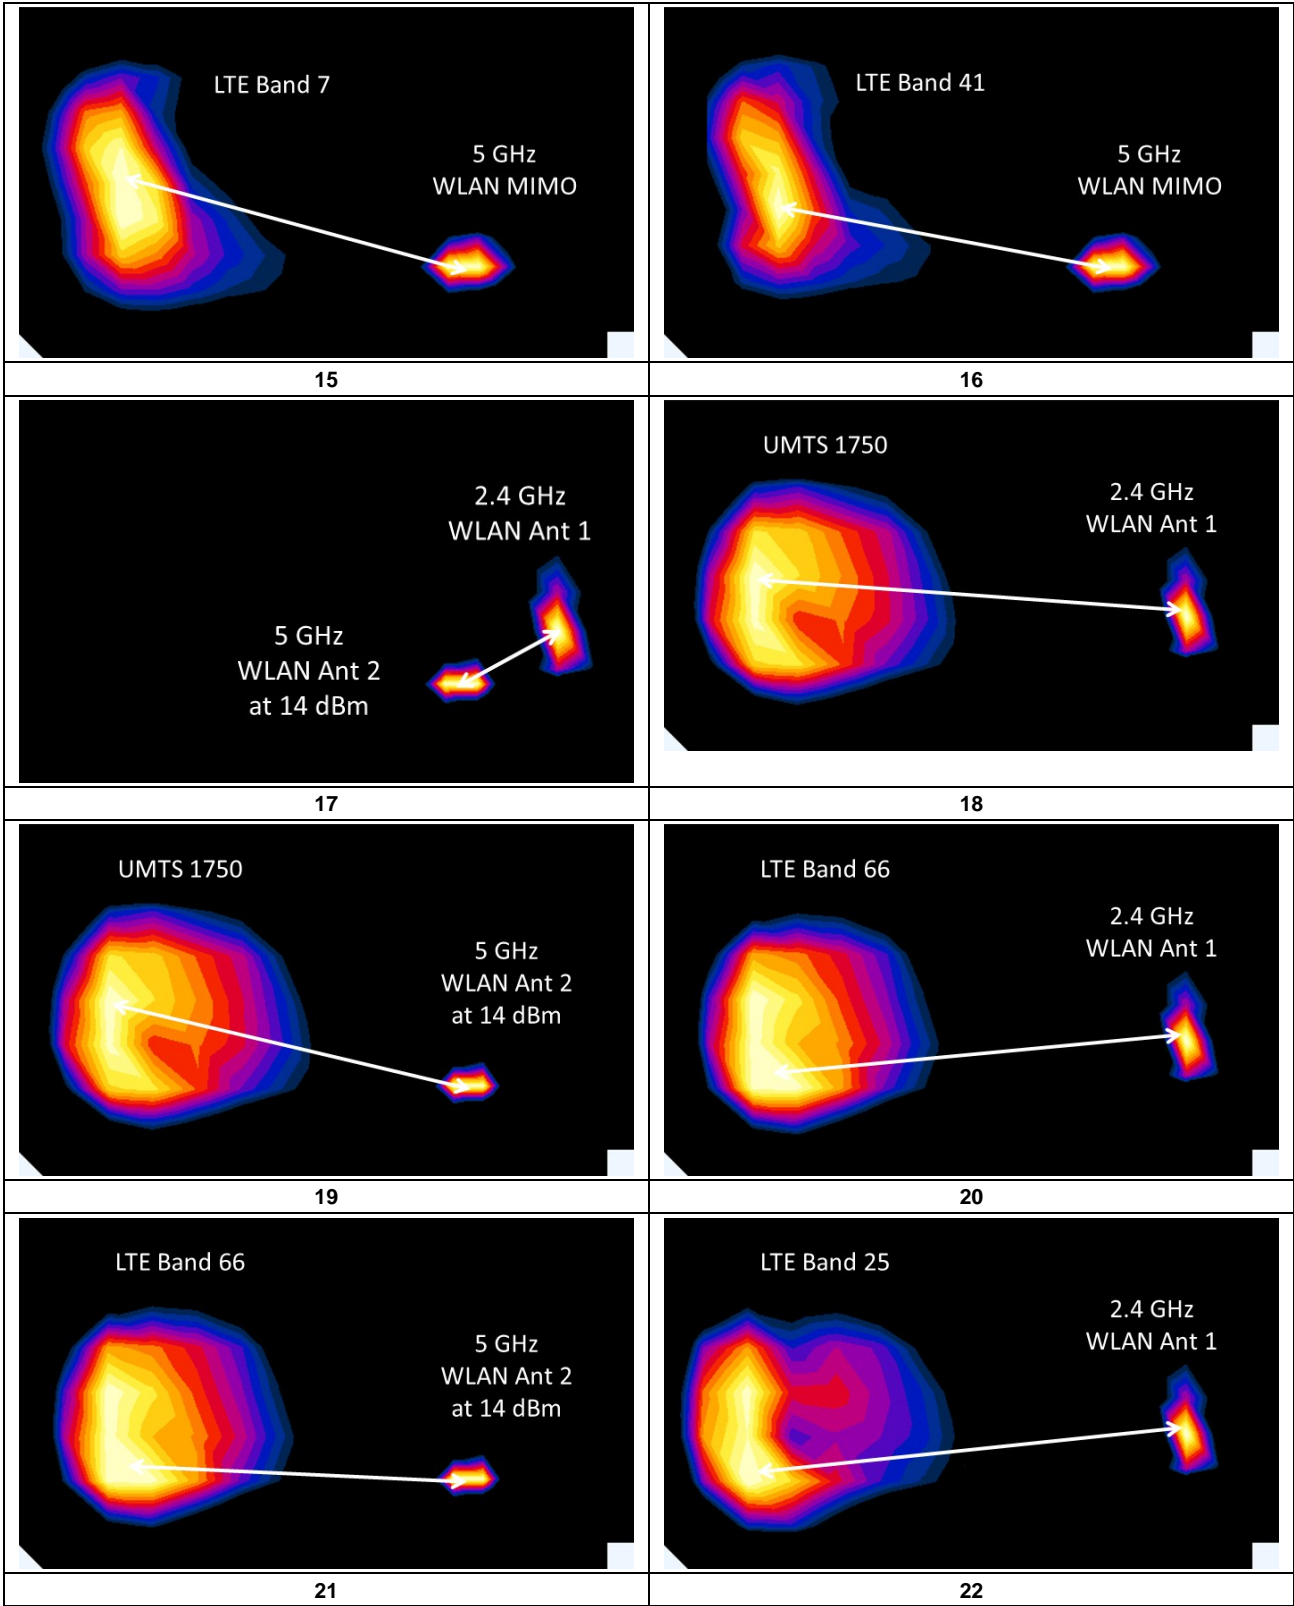 LTE Band 7
5 GHz
WLAN MIMO
LTE Band 41
5 GHz
WLAN MIMO
15
16
2.4 GHz
WLAN Ant 1
5 GHz
WLAN Ant 2
at 14 dBm
UMTS 1750
2.4 GHz
WLAN Ant 1
17
18
UMTS 1750
5 GHz
WLAN Ant 2
at 14 dBm
LTE Band 66
2.4 GHz
WLAN Ant 1
19
20
LTE Band 66
5 GHz
WLAN Ant 2
at 14 dBm
LTE Band 25
2.4 GHz
WLAN Ant 1
21
22